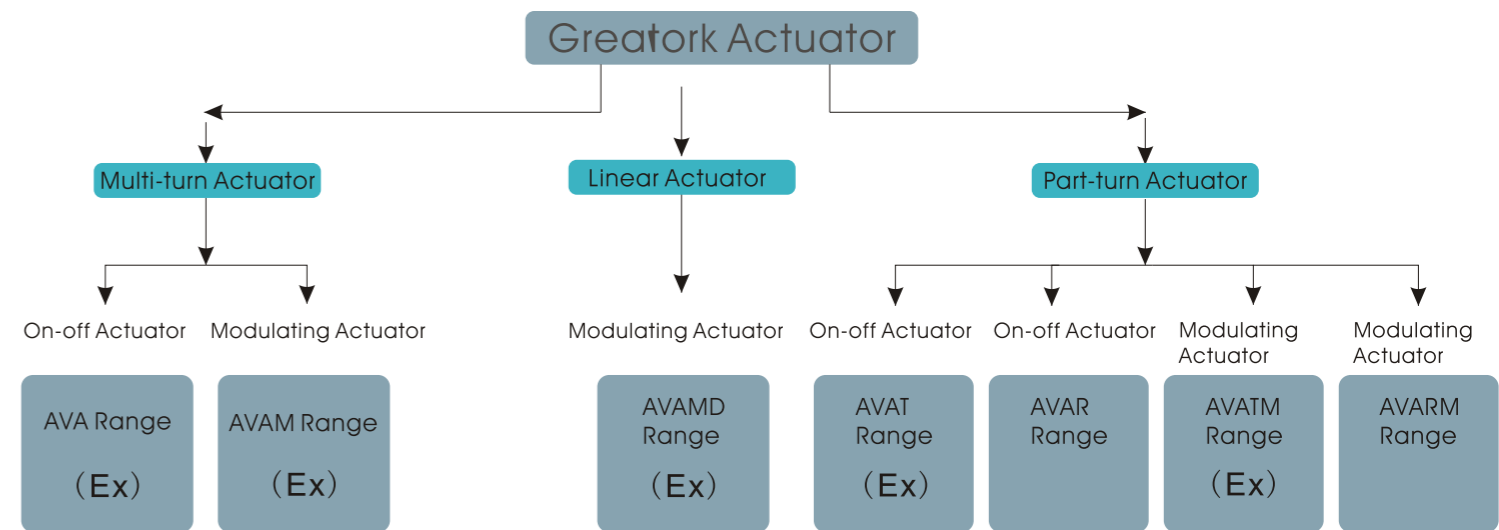 Greatork Actuator
Multi-turn Actuator
Linear Actuator
Part-turn Actuator
On-off Actuator
Modulating Actuator
Modulating Actuator
On-off Actuator
On-off Actuator
Modulating
Actuator
Modulating
Actuator
AVA Range
(Ex)
AVAM Range
(Ex)
AVAMD
Range
(Ex)
AVAT
Range
(Ex)
AVAR
Range
AVATM
Range
(Ex)
AVARM
Range